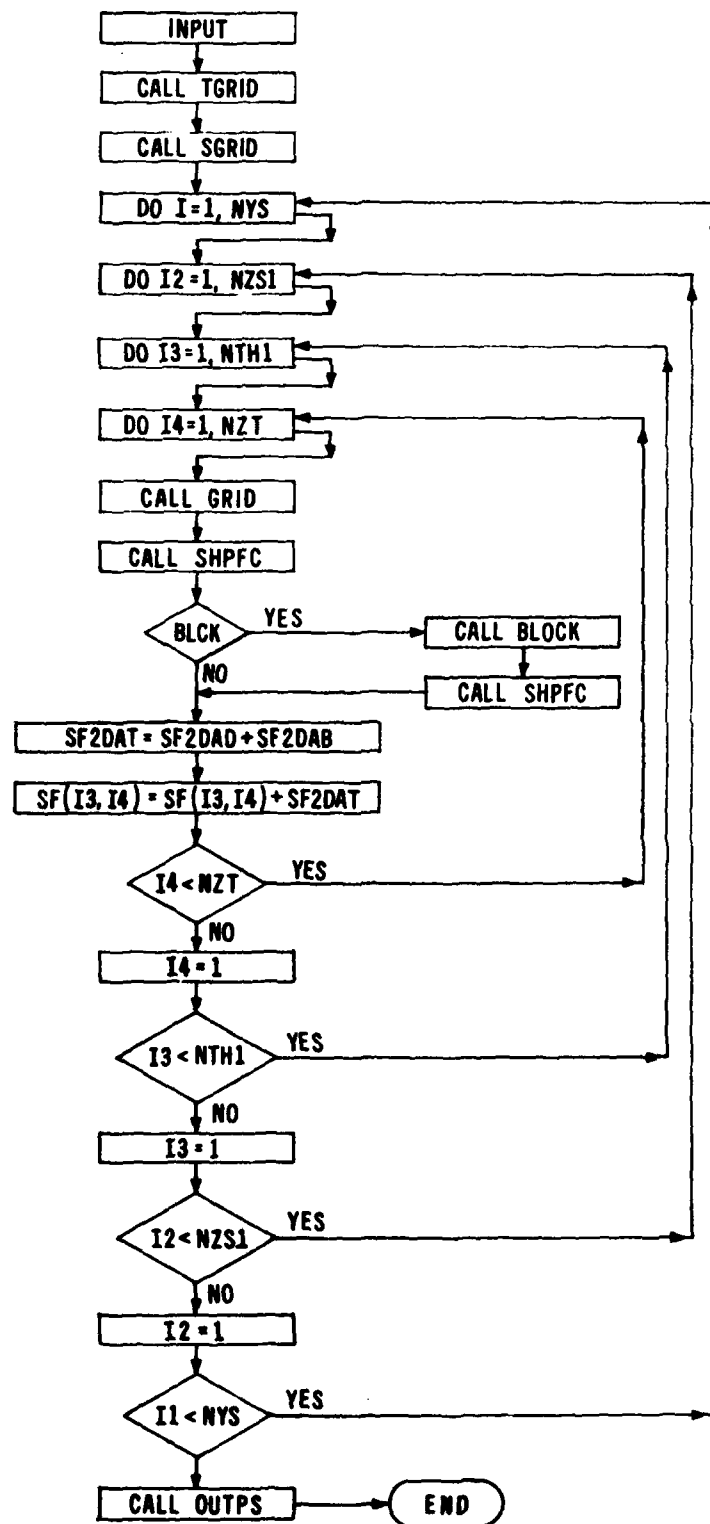 INPUT
CALL TGRID
CALL SGRID
DO I=1, NYS
DO I2=1, NZS1
DO I3=1, NTH1
DO I4=1, NZT
CALL GRID
CALL SHPFC
BLCK
YES
CALL BLOCK
NO
CALL SHPFC
SF2DAT = SF2DAD + SF2DAB
SF(I3, I4) = SF(I3, I4) + SF2DAT
I4 < NZT
YES
NO
I4 = 1
I3 < NTH1
YES
NO
I3 = 1
I2 < NZS1
YES
NO
I2 = 1
I1 < NYS
YES
CALL OUTPS
END